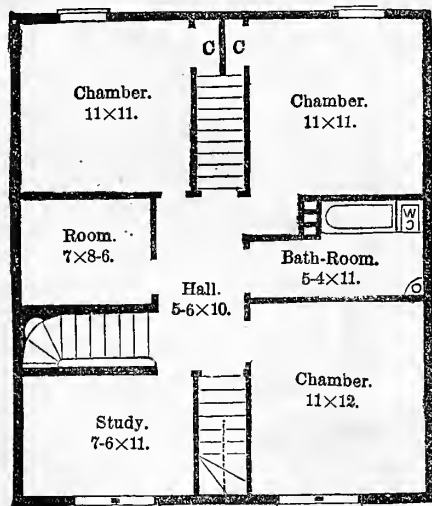 C C
Chamber.
11×11.
Chamber.
11×11.
Room.
7×8-6.
Bath-Room.
5-4×11.
WC
Hall.
5-6×10.
Chamber.
11×12.
Study.
7-6×11.